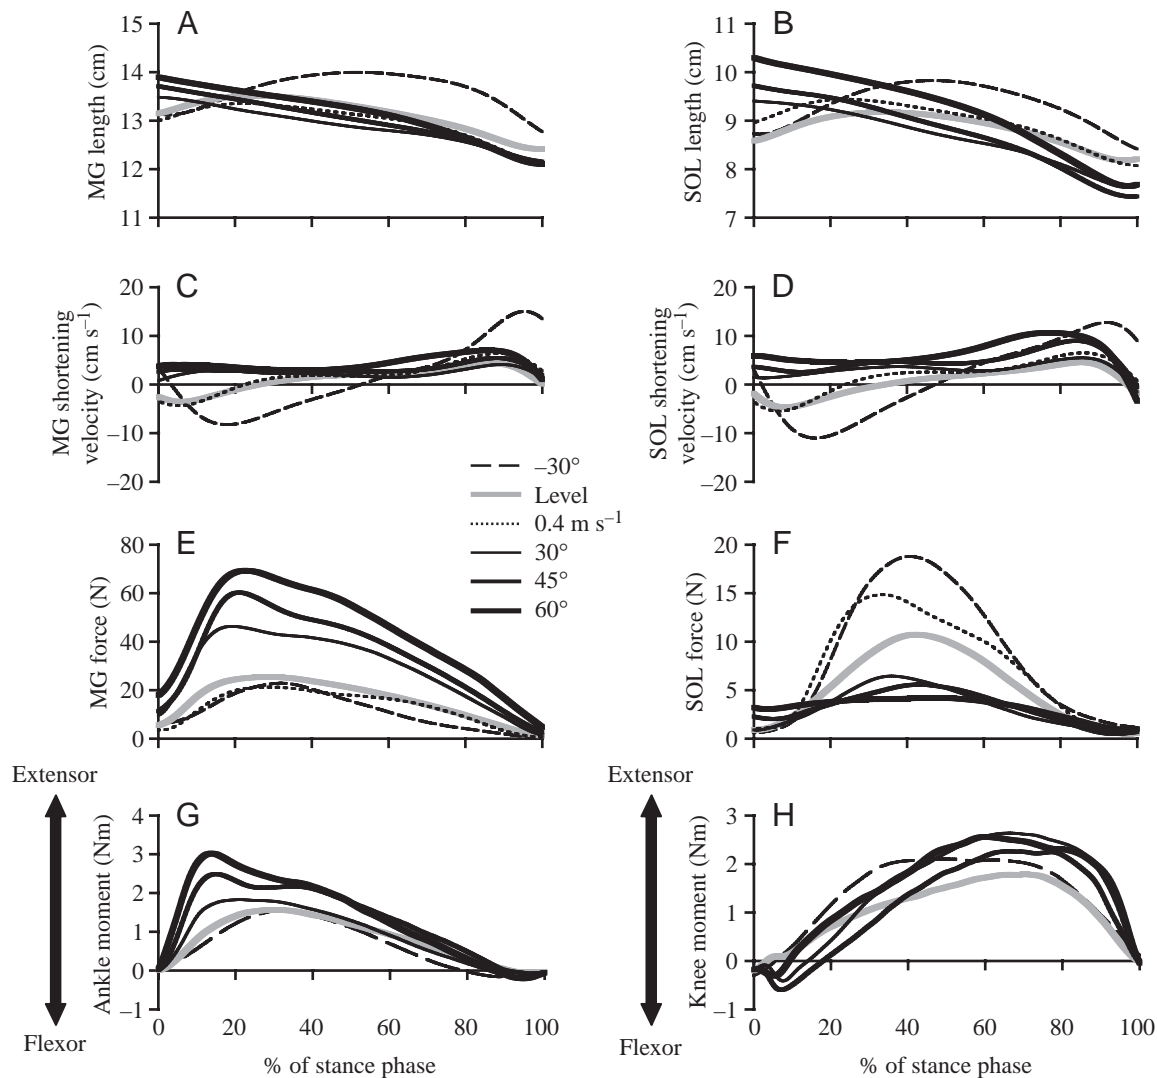 A
15
14
13
12
11
MG length (cm)
B
11
10
9
8
7
SOL length (cm)
C
20
10
0
–10
–20
MG shortening
velocity (cm s–1)
D
20
10
0
–10
–20
SOL shortening
velocity (cm s–1)
–30°
Level
0.4 m s–1
30°
45°
60°
E
80
60
40
20
0
MG force (N)
F
20
15
10
5
0
SOL force (N)
Extensor
Flexor
G
4
3
2
1
0
–1
Ankle moment (Nm)
0 20 40 60 80 100
% of stance phase
Extensor
Flexor
H
3
2
1
0
–1
Knee moment (Nm)
0 20 40 60 80 100
% of stance phase